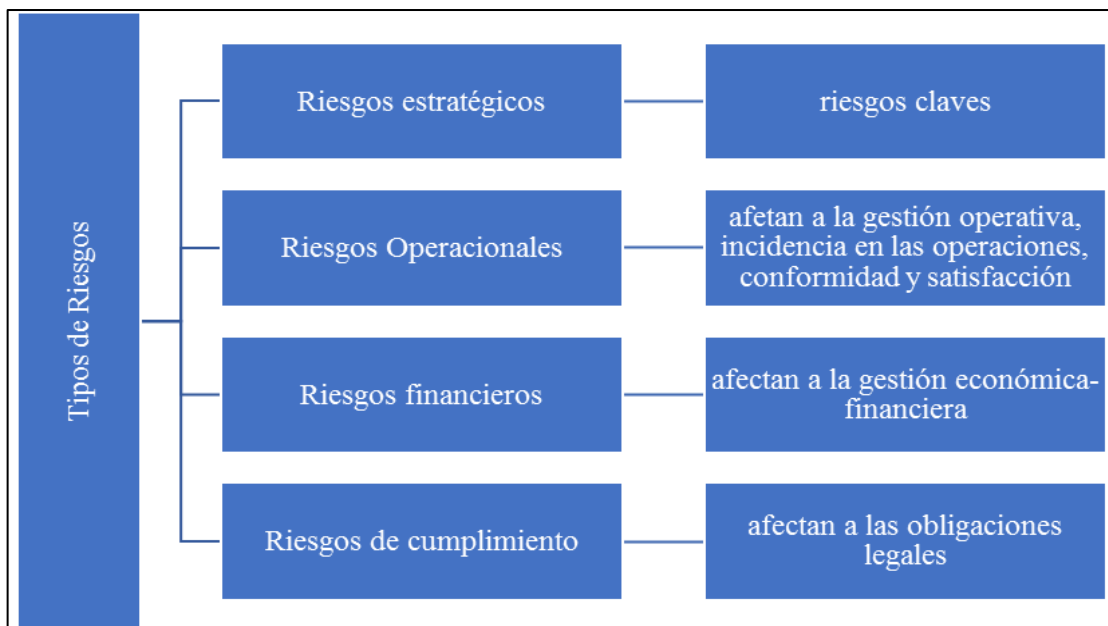 Tipos de Riesgos
Riesgos estratégicos
riesgos claves
Riesgos Operacionales
afetan a la gestión operativa,
incidencia en las operaciones,
conformidad y satisfacción
Riesgos financieros
afectan a la gestión económica-
financiera
Riesgos de cumplimiento
afectan a las obligaciones
legales